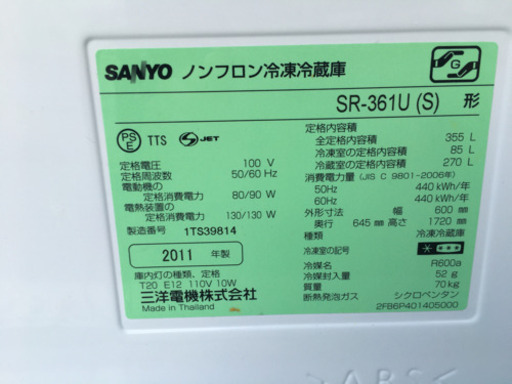 SANYO ノンフロン冷凍冷蔵庫
G
SR-361U (S) 形
PSE TTS S JET
定格電圧 100 V
定格周波数 50/60 Hz
電動機の
定格消費電力 80/90 W
電熱装置の
定格消費電力 130/130 W
製造番号 1TS39814
2011 年製
庫内灯の種類、定格
T20 E12 110V 10W
三洋電機株式会社
Made in Thailand
定格内容積
全定格内容積 355 L
冷凍室の定格内容積 85 L
冷蔵室の定格内容積 270 L
消費電力量 (JIS C 9801-2006年)
50Hz 440 kWh/年
60Hz 440 kWh/年
外形寸法 幅 600 mm
奥行 645 mm 高さ 1720 mm
種類 冷凍冷蔵庫
冷凍室の記号
冷媒名 R600a
冷媒封入量 52 g
質量 70kg
断熱発泡ガス シクロペンタン
2FB6P401405000
>ABS<